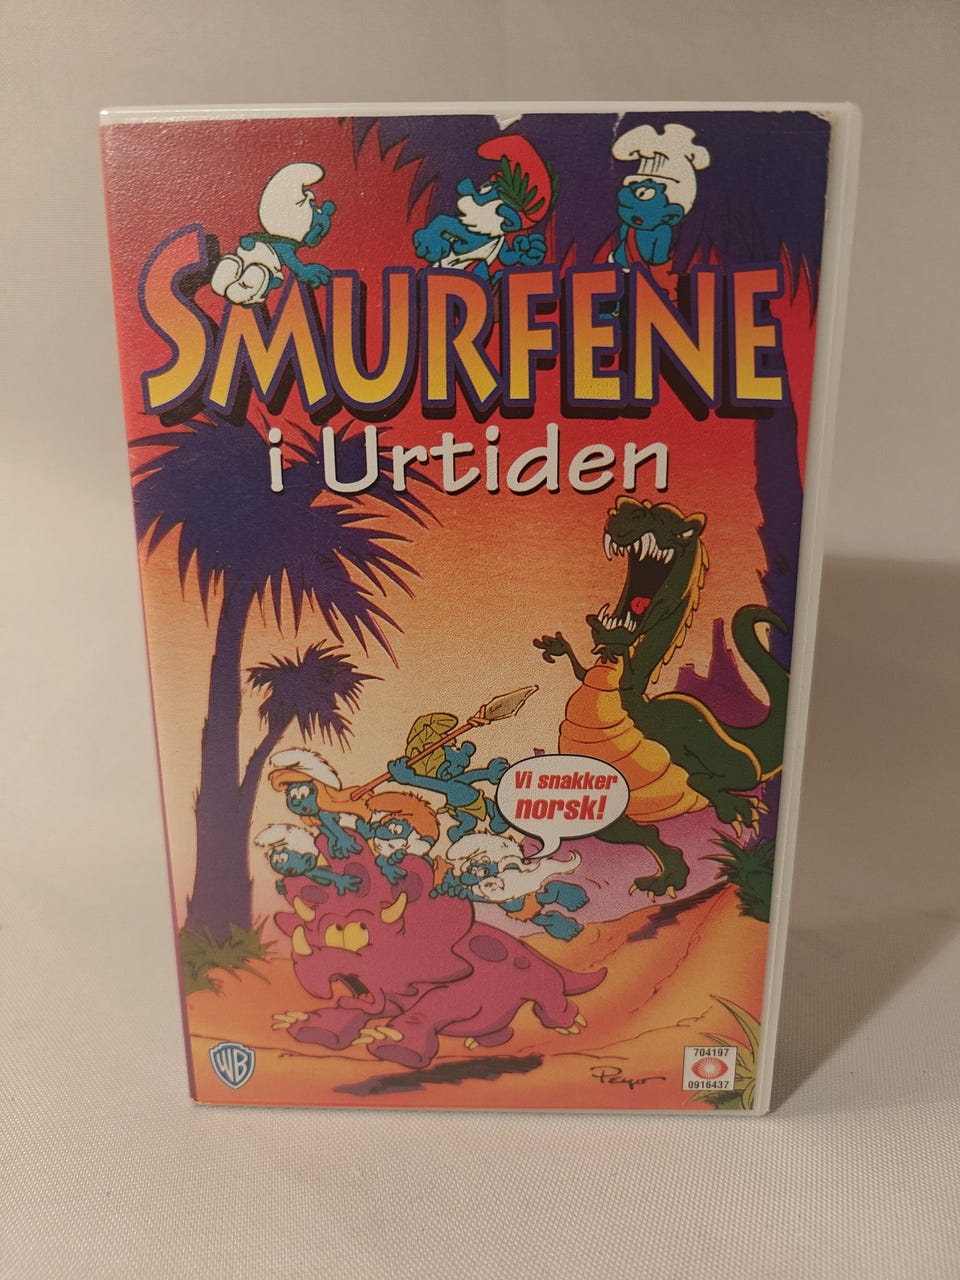 SMURFENE
i Urtiden
Vi snakker
norsk!
WB
Peyo
704197
0916437